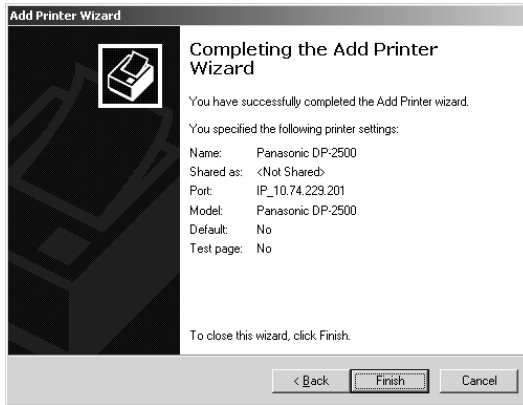 Add Printer Wizard
Completing the Add Printer
Wizard
You have successfully completed the Add Printer wizard.
You specified the following printer settings:
Name: Panasonic DP-2500
Shared as: <Not Shared>
Port: IP_10.74.229.201
Model: Panasonic DP-2500
Default: No
Test page: No
To close this wizard, click Finish.
< Back Finish Cancel